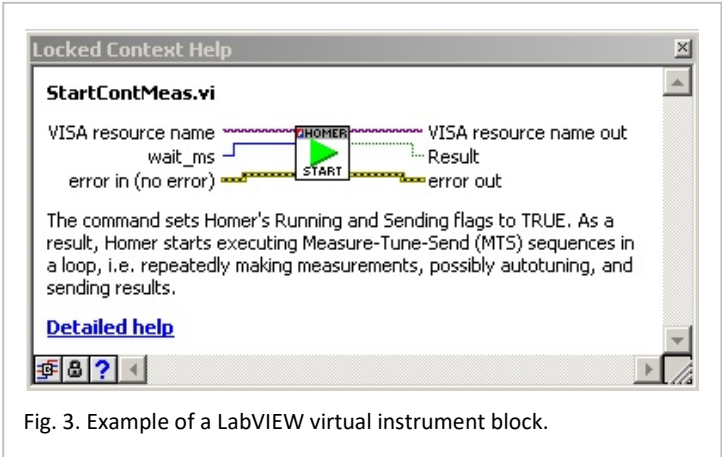 Locked Context Help
StartContMeas.vi
VISA resource name HOMER VISA resource name out
wait_ms Result
error in (no error) START error out
The command sets Homer's Running and Sending flags to TRUE. As a
result, Homer starts executing Measure-Tune-Send (MTS) sequences in
a loop, i.e. repeatedly making measurements, possibly autotuning, and
sending results.
Detailed help
?
Fig. 3. Example of a LabVIEW virtual instrument block.